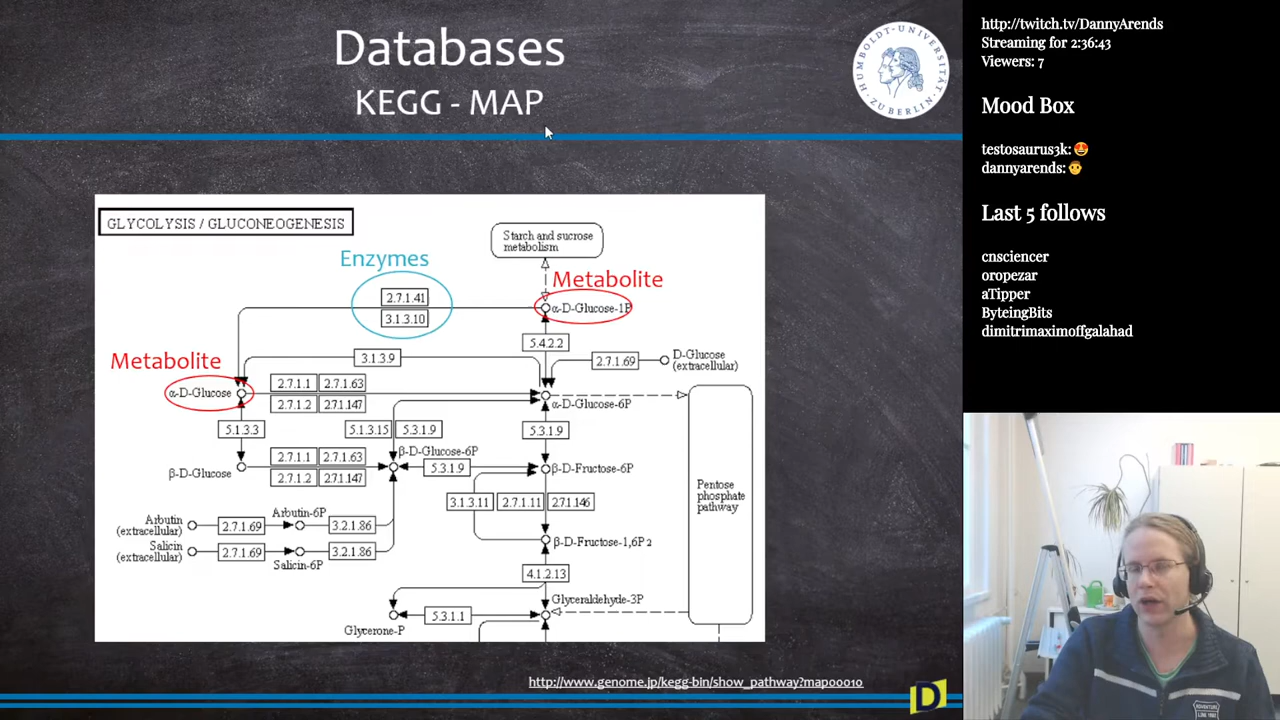 Databases
KEGG - MAP
HUMBOLDT-UNIVERSITÄT
ZU BERLIN
GLYCOLYSIS / GLUCONEOGENESIS
Starch and sucrose
metabolism
Enzymes
Metabolite
2.7.1.41
3.1.3.10
α-D-Glucose-1P
5.4.2.2
3.1.3.9
2.7.1.69
D-Glucose
(extracellular)
Metabolite
α-D-Glucose
2.7.1.1
2.7.1.63
2.7.1.2
2.7.1.147
α-D-Glucose-6P
5.1.3.3
5.1.3.15
5.3.1.9
5.3.1.9
β-D-Glucose-6P
β-D-Glucose
2.7.1.1
2.7.1.63
2.7.1.2
2.7.1.147
5.3.1.9
β-D-Fructose-6P
3.1.3.11
2.7.1.11
2.7.1.146
Pentose
phosphate
pathway
Arbutin
(extracellular)
2.7.1.69
Arbutin-6P
3.2.1.86
Salicin
(extracellular)
2.7.1.69
Salicin-6P
3.2.1.86
β-D-Fructose-1,6P2
4.1.2.13
Glyceraldehyde-3P
Glycerone-P
5.3.1.1
http://www.genome.jp/kegg-bin/show_pathway?map00010
D
http://twitch.tv/DannyArends
Streaming for 2:36:43
Viewers: 7
Mood Box
testosaurus3k: 😍
dannyarends: 👨
Last 5 follows
cnsciencer
oropezar
aTipper
ByteingBits
dimitrimaximoffgalahad